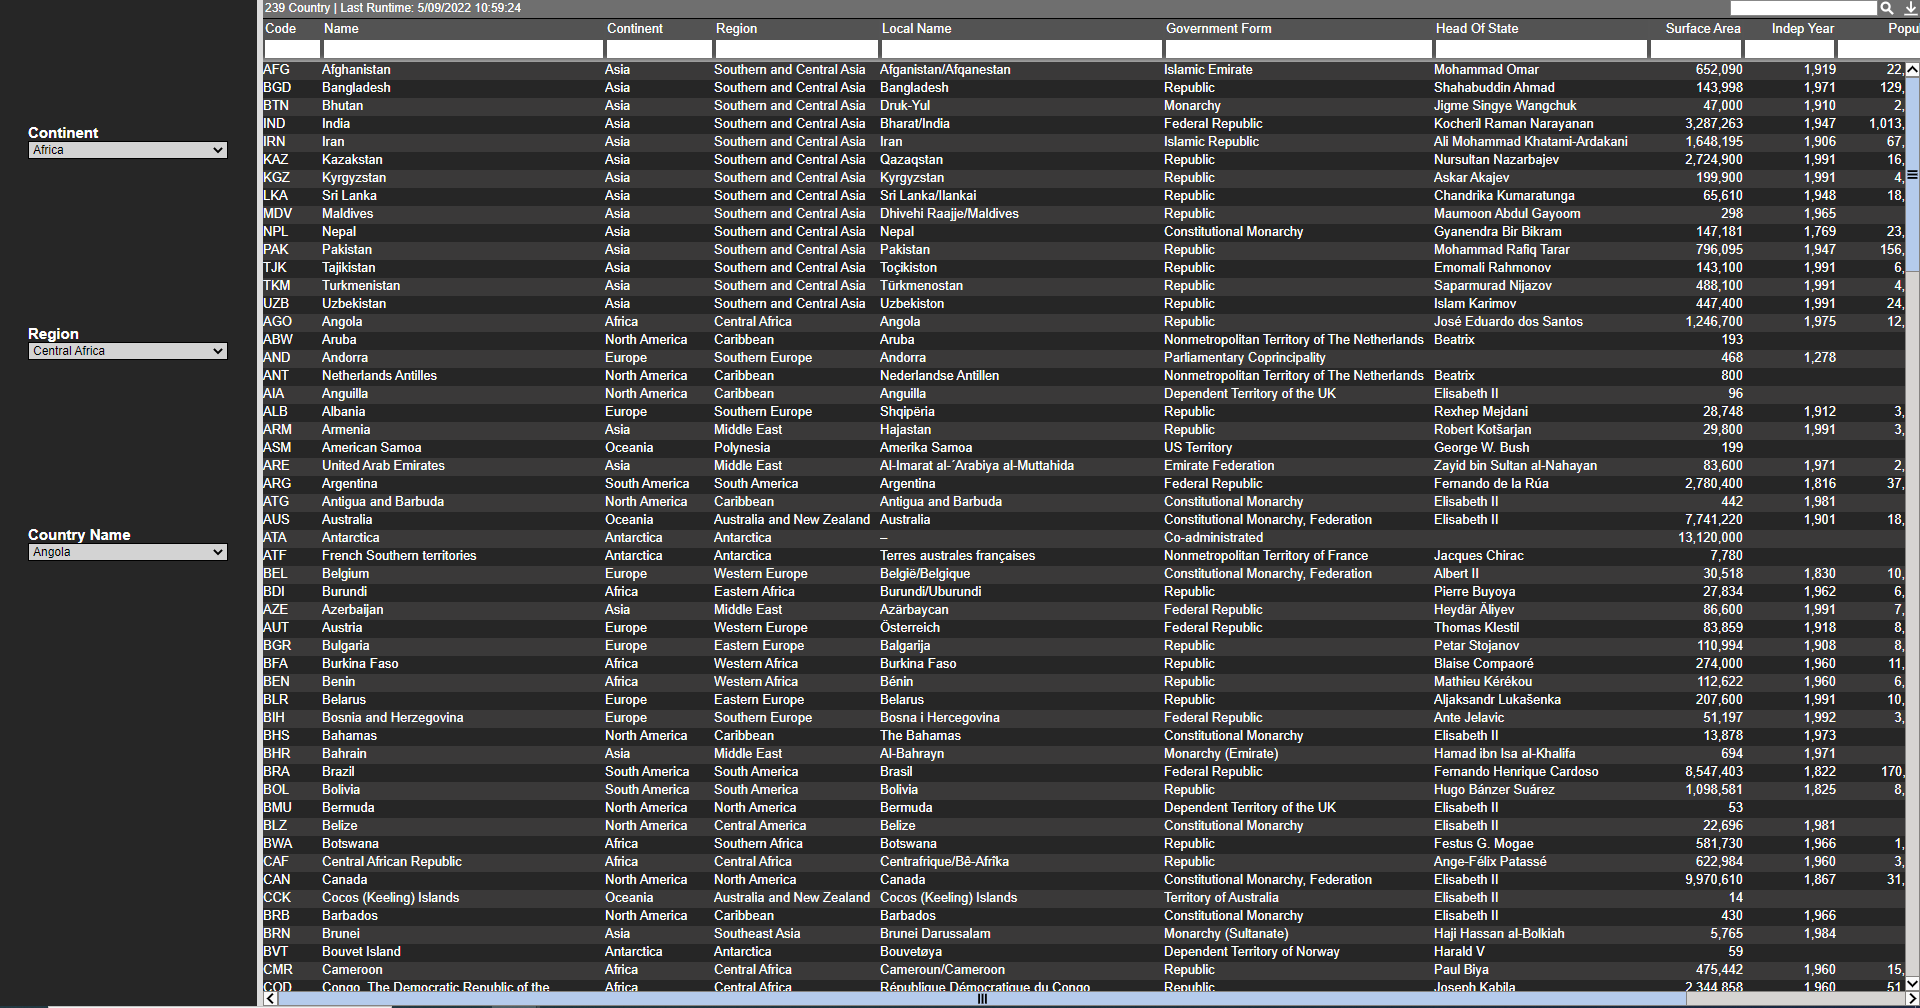 239 Country | Last Runtime: 5/09/2022 10:59:24
Code Name Continent Region Local Name Government Form Head Of State Surface Area Indep Year Popu
Continent
Africa
Region
Central Africa
Country Name
Angola
AFG Afghanistan Asia Southern and Central Asia Afganistan/Afqanestan Islamic Emirate Mohammad Omar 652,090 1,919 22,
BGD Bangladesh Asia Southern and Central Asia Bangladesh Republic Shahabuddin Ahmad 143,998 1,971 129,
BTN Bhutan Asia Southern and Central Asia Druk-Yul Monarchy Jigme Singye Wangchuk 47,000 1,910 2,
IND India Asia Southern and Central Asia Bharat/India Federal Republic Kocheril Raman Narayanan 3,287,263 1,947 1,013,
IRN Iran Asia Southern and Central Asia Iran Islamic Republic Ali Mohammad Khatami-Ardakani 1,648,195 1,906 67,
KAZ Kazakstan Asia Southern and Central Asia Qazaqstan Republic Nursultan Nazarbajev 2,724,900 1,991 16,
KGZ Kyrgyzstan Asia Southern and Central Asia Kyrgyzstan Republic Askar Akajev 199,900 1,991 4,
LKA Sri Lanka Asia Southern and Central Asia Sri Lanka/Ilankai Republic Chandrika Kumaratunga 65,610 1,948 18,
MDV Maldives Asia Southern and Central Asia Dhivehi Raajje/Maldives Republic Maumoon Abdul Gayoom 298 1,965
NPL Nepal Asia Southern and Central Asia Nepal Constitutional Monarchy Gyanendra Bir Bikram 147,181 1,769 23,
PAK Pakistan Asia Southern and Central Asia Pakistan Republic Mohammad Rafiq Tarar 796,095 1,947 156,
TJK Tajikistan Asia Southern and Central Asia Toçikiston Republic Emomali Rahmonov 143,100 1,991 6,
TKM Turkmenistan Asia Southern and Central Asia Türkmenostan Republic Saparmurad Nijazov 488,100 1,991 4,
UZB Uzbekistan Asia Southern and Central Asia Uzbekiston Republic Islam Karimov 447,400 1,991 24,
AGO Angola Africa Central Africa Angola Republic José Eduardo dos Santos 1,246,700 1,975 12,
ABW Aruba North America Caribbean Aruba Nonmetropolitan Territory of The Netherlands Beatrix 193
AND Andorra Europe Southern Europe Andorra Parliamentary Coprincipality 468 1,278
ANT Netherlands Antilles North America Caribbean Nederlandse Antillen Nonmetropolitan Territory of The Netherlands Beatrix 800
AIA Anguilla North America Caribbean Anguilla Dependent Territory of the UK Elisabeth II 96
ALB Albania Europe Southern Europe Shqipëria Republic Rexhep Mejdani 28,748 1,912 3,
ARM Armenia Asia Middle East Hajastan Republic Robert Kotšarjan 29,800 1,991 3,
ASM American Samoa Oceania Polynesia Amerika Samoa US Territory George W. Bush 199
ARE United Arab Emirates Asia Middle East Al-Imarat al-´Arabiya al-Muttahida Emirate Federation Zayid bin Sultan al-Nahayan 83,600 1,971 2,
ARG Argentina South America South America Argentina Federal Republic Fernando de la Rúa 2,780,400 1,816 37,
ATG Antigua and Barbuda North America Caribbean Antigua and Barbuda Constitutional Monarchy Elisabeth II 442 1,981
AUS Australia Oceania Australia and New Zealand Australia Constitutional Monarchy, Federation Elisabeth II 7,741,220 1,901 18,
ATA Antarctica Antarctica Antarctica – Co-administrated 13,120,000
ATF French Southern territories Antarctica Antarctica Terres australes françaises Nonmetropolitan Territory of France Jacques Chirac 7,780
BEL Belgium Europe Western Europe België/Belgique Constitutional Monarchy, Federation Albert II 30,518 1,830 10,
BDI Burundi Africa Eastern Africa Burundi/Uburundi Republic Pierre Buyoya 27,834 1,962 6,
AZE Azerbaijan Asia Middle East Azärbaycan Federal Republic Heydär Äliyev 86,600 1,991 7,
AUT Austria Europe Western Europe Österreich Federal Republic Thomas Klestil 83,859 1,918 8,
BGR Bulgaria Europe Eastern Europe Balgarija Republic Petar Stojanov 110,994 1,908 8,
BFA Burkina Faso Africa Western Africa Burkina Faso Republic Blaise Compaoré 274,000 1,960 11,
BEN Benin Africa Western Africa Bénin Republic Mathieu Kérékou 112,622 1,960 6,
BLR Belarus Europe Eastern Europe Belarus Republic Aljaksandr Lukašenka 207,600 1,991 10,
BIH Bosnia and Herzegovina Europe Southern Europe Bosna i Hercegovina Federal Republic Ante Jelavic 51,197 1,992 3,
BHS Bahamas North America Caribbean The Bahamas Constitutional Monarchy Elisabeth II 13,878 1,973
BHR Bahrain Asia Middle East Al-Bahrayn Monarchy (Emirate) Hamad ibn Isa al-Khalifa 694 1,971
BRA Brazil South America South America Brasil Federal Republic Fernando Henrique Cardoso 8,547,403 1,822 170,
BOL Bolivia South America South America Bolivia Republic Hugo Bánzer Suárez 1,098,581 1,825 8,
BMU Bermuda North America North America Bermuda Dependent Territory of the UK Elisabeth II 53
BLZ Belize North America Central America Belize Constitutional Monarchy Elisabeth II 22,696 1,981
BWA Botswana Africa Southern Africa Botswana Republic Festus G. Mogae 581,730 1,966 1,
CAF Central African Republic Africa Central Africa Centrafrique/Bê-Afrîka Republic Ange-Félix Patassé 622,984 1,960 3,
CAN Canada North America North America Canada Constitutional Monarchy, Federation Elisabeth II 9,970,610 1,867 31,
CCK Cocos (Keeling) Islands Oceania Australia and New Zealand Cocos (Keeling) Islands Territory of Australia Elisabeth II 14
BRB Barbados North America Caribbean Barbados Constitutional Monarchy Elisabeth II 430 1,966
BRN Brunei Asia Southeast Asia Brunei Darussalam Monarchy (Sultanate) Haji Hassan al-Bolkiah 5,765 1,984
BVT Bouvet Island Antarctica Antarctica Bouvetøya Dependent Territory of Norway Harald V 59
CMR Cameroon Africa Central Africa Cameroun/Cameroon Republic Paul Biya 475,442 1,960 15,
COD Congo, The Democratic Republic of the Africa Central Africa République Démocratique du Congo Republic Joseph Kabila 2,344,858 1,960 51,